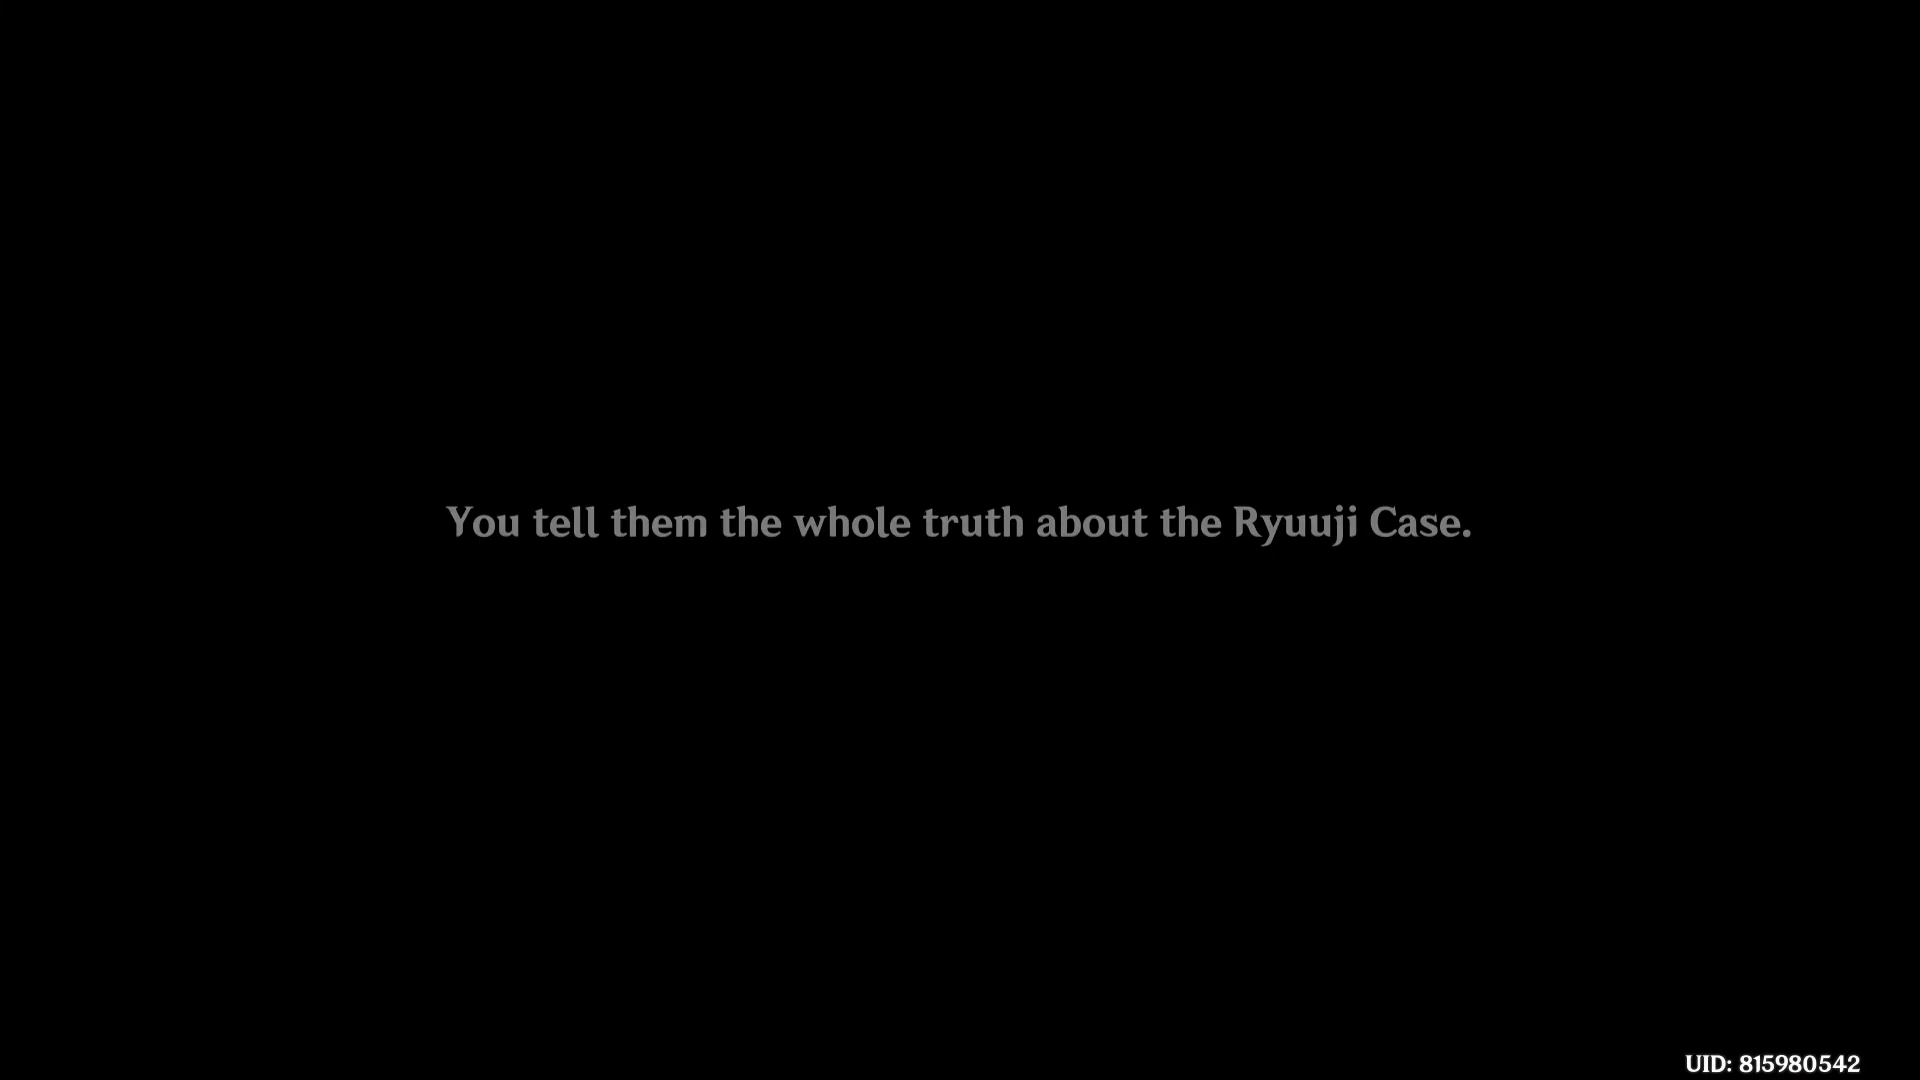 You tell them the whole truth about the Ryuuji Case.
UID: 815980542